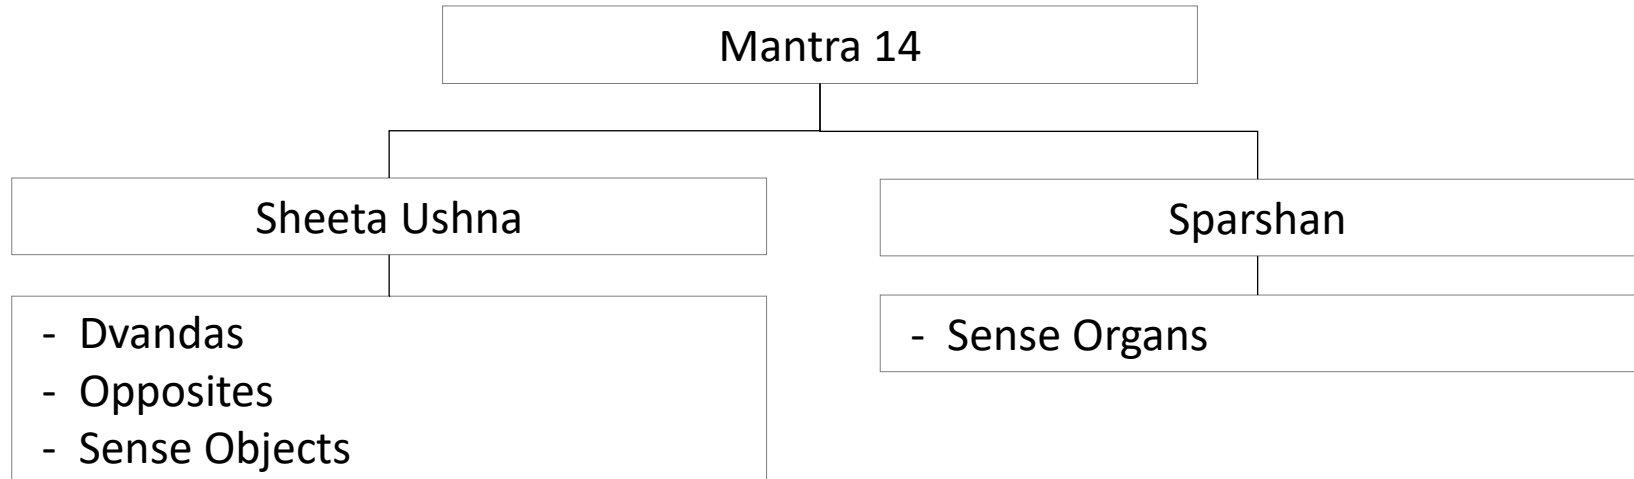 Mantra 14
Sheeta Ushna
- Dvandas
- Opposites
- Sense Objects
Sparshan
- Sense Organs